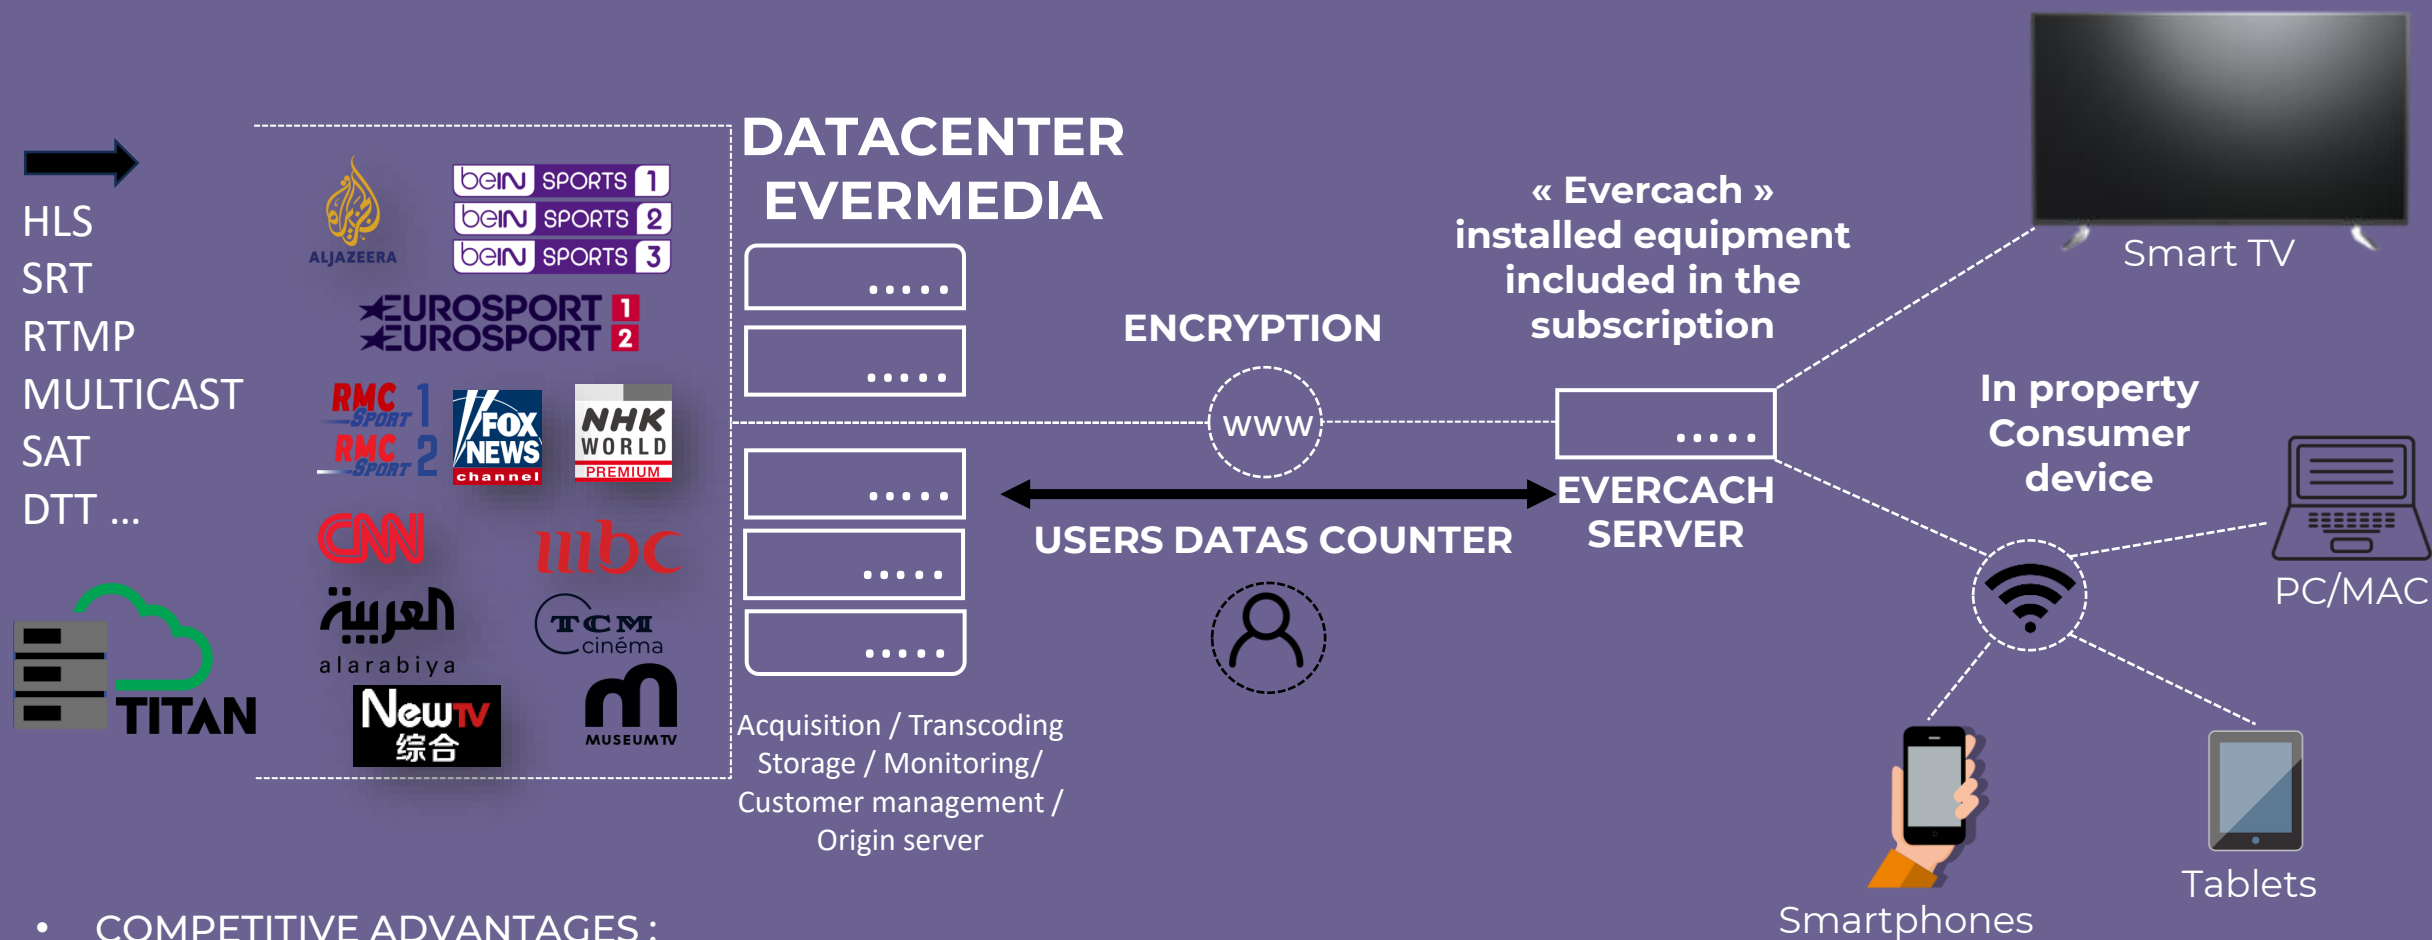 HLS
SRT
RTMP
MULTICAST
SAT
DTT ...
TITAN
ALJAZEERA
beIN SPORTS 1
beIN SPORTS 2
beIN SPORTS 3
EUROSPORT 1
EUROSPORT 2
RMC SPORT 1
RMC SPORT 2
FOX
NEWS
channel
NHK
WORLD
PREMIUM
CNN
mbc
العربية
alarabiya
TCM
cinéma
NewTV
综合
m
MUSEUMTV
DATACENTER
EVERMEDIA
Acquisition / Transcoding
Storage / Monitoring/
Customer management /
Origin server
ENCRYPTION
www
USERS DATAS COUNTER
« Evercach »
installed equipment
included in the
subscription
EVERCACH
SERVER
Smart TV
In property
Consumer
device
PC/MAC
Smartphones
Tablets
• COMPETITIVE ADVANTAGES :